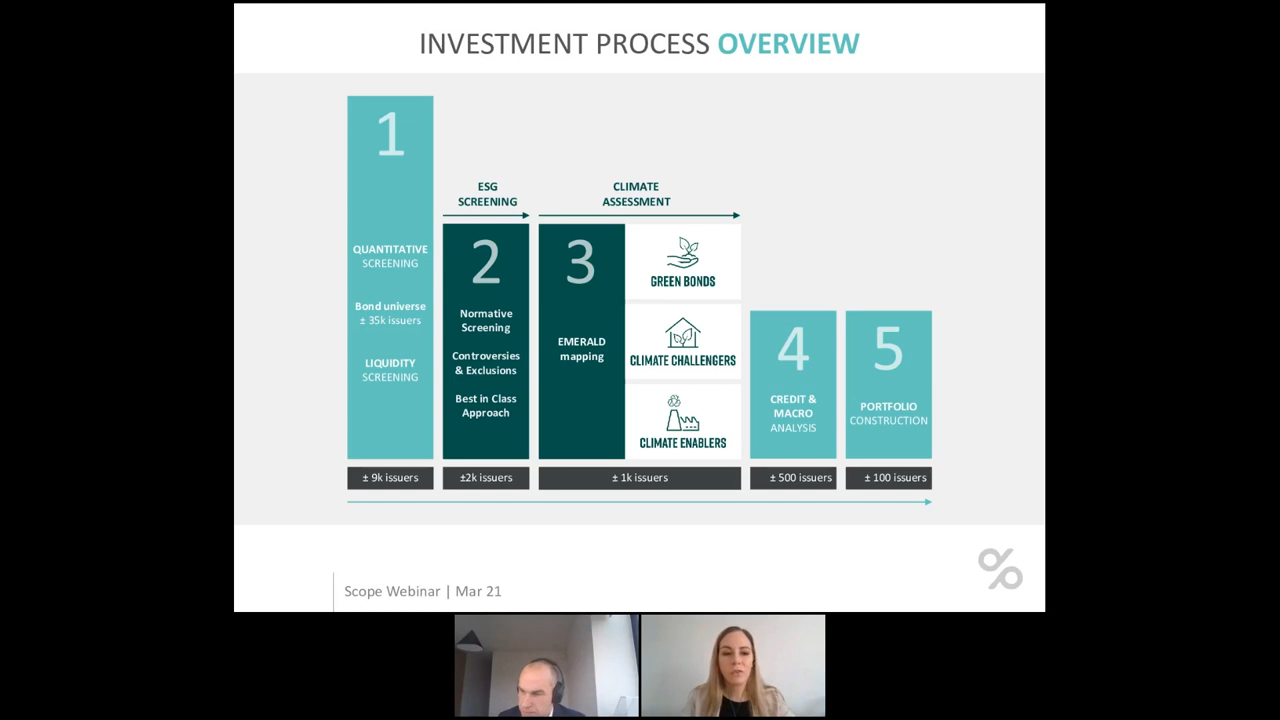 INVESTMENT PROCESS OVERVIEW
1
QUANTITATIVE
SCREENING
Bond universe
± 35k issuers
LIQUIDITY
SCREENING
± 9k issuers
ESG
SCREENING
2
Normative
Screening
Controversies
& Exclusions
Best in Class
Approach
±2k issuers
CLIMATE
ASSESSMENT
3
EMERALD
mapping
GREEN BONDS
CLIMATE CHALLENGERS
CLIMATE ENABLERS
± 1k issuers
4
CREDIT &
MACRO
ANALYSIS
± 500 issuers
5
PORTFOLIO
CONSTRUCTION
± 100 issuers
Scope Webinar | Mar 21
%